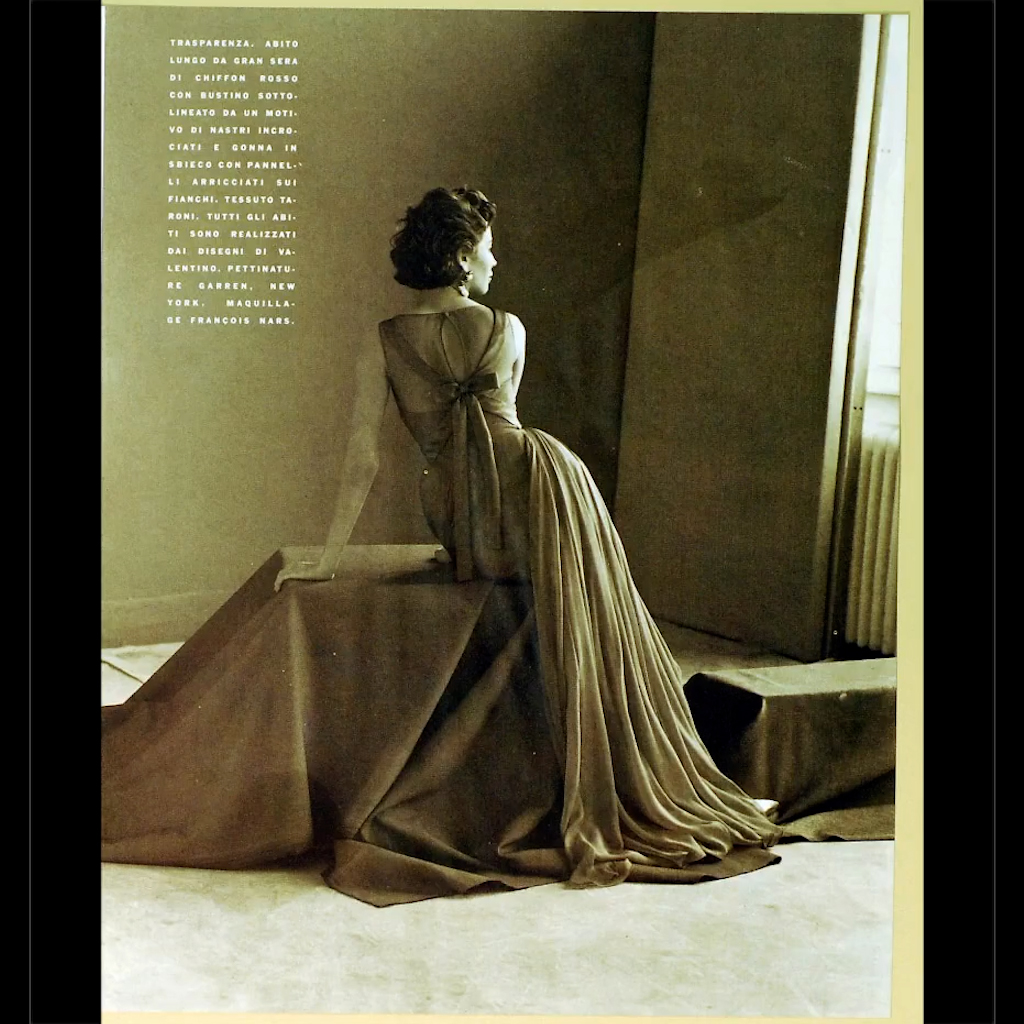 TRASPARENZA. ABITO
LUNGO DA GRAN SERA
DI CHIFFON ROSSO
CON BUSTINO SOTTO-
LINEATO DA UN MOTI-
VO DI NASTRI INCRO-
CIATI E GONNA IN
SBIECO CON PANNEL-
LI ARRICCIATI SUI
FIANCHI. TESSUTO TA-
RONI. TUTTI GLI ABI-
TI SONO REALIZZATI
DAI DISEGNI DI VA-
LENTINO. PETTINATU-
RE GARREN, NEW
YORK. MAQUILLA-
GE FRANÇOIS NARS.